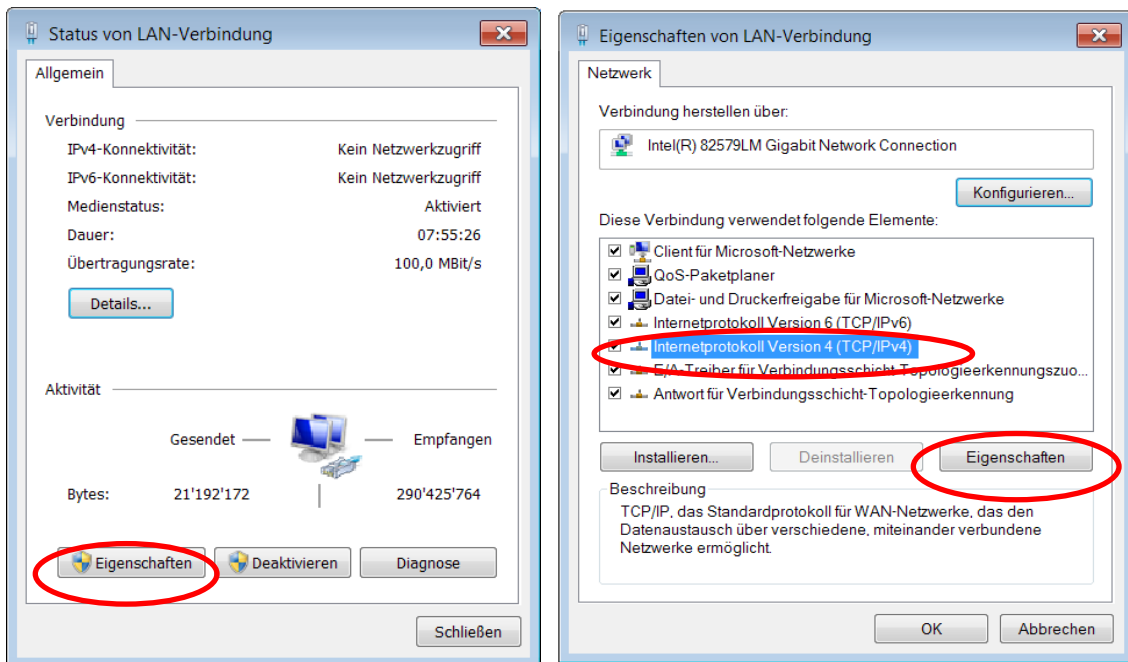 Status von LAN-Verbindung
Allgemein
Verbindung
IPv4-Konnektivität: Kein Netzwerkzugriff
IPv6-Konnektivität: Kein Netzwerkzugriff
Medienstatus: Aktiviert
Dauer: 07:55:26
Übertragungsrate: 100,0 MBit/s
Details...
Aktivität
Gesendet Empfangen
Bytes: 21'192'172 290'425'764
Eigenschaften Deaktivieren Diagnose
Schließen
Eigenschaften von LAN-Verbindung
Netzwerk
Verbindung herstellen über:
Intel(R) 82579LM Gigabit Network Connection
Konfigurieren...
Diese Verbindung verwendet folgende Elemente:
Client für Microsoft-Netzwerke
QoS-Paketplaner
Datei- und Druckerfreigabe für Microsoft-Netzwerke
Internetprotokoll Version 6 (TCP/IPv6)
Internetprotokoll Version 4 (TCP/IPv4)
E/A-Treiber für Verbindungsschicht-Topologieerkennungszuo...
Antwort für Verbindungsschicht-Topologieerkennung
Installieren... Deinstallieren Eigenschaften
Beschreibung
TCP/IP, das Standardprotokoll für WAN-Netzwerke, das den
Datenaustausch über verschiedene, miteinander verbundene
Netzwerke ermöglicht.
OK Abbrechen